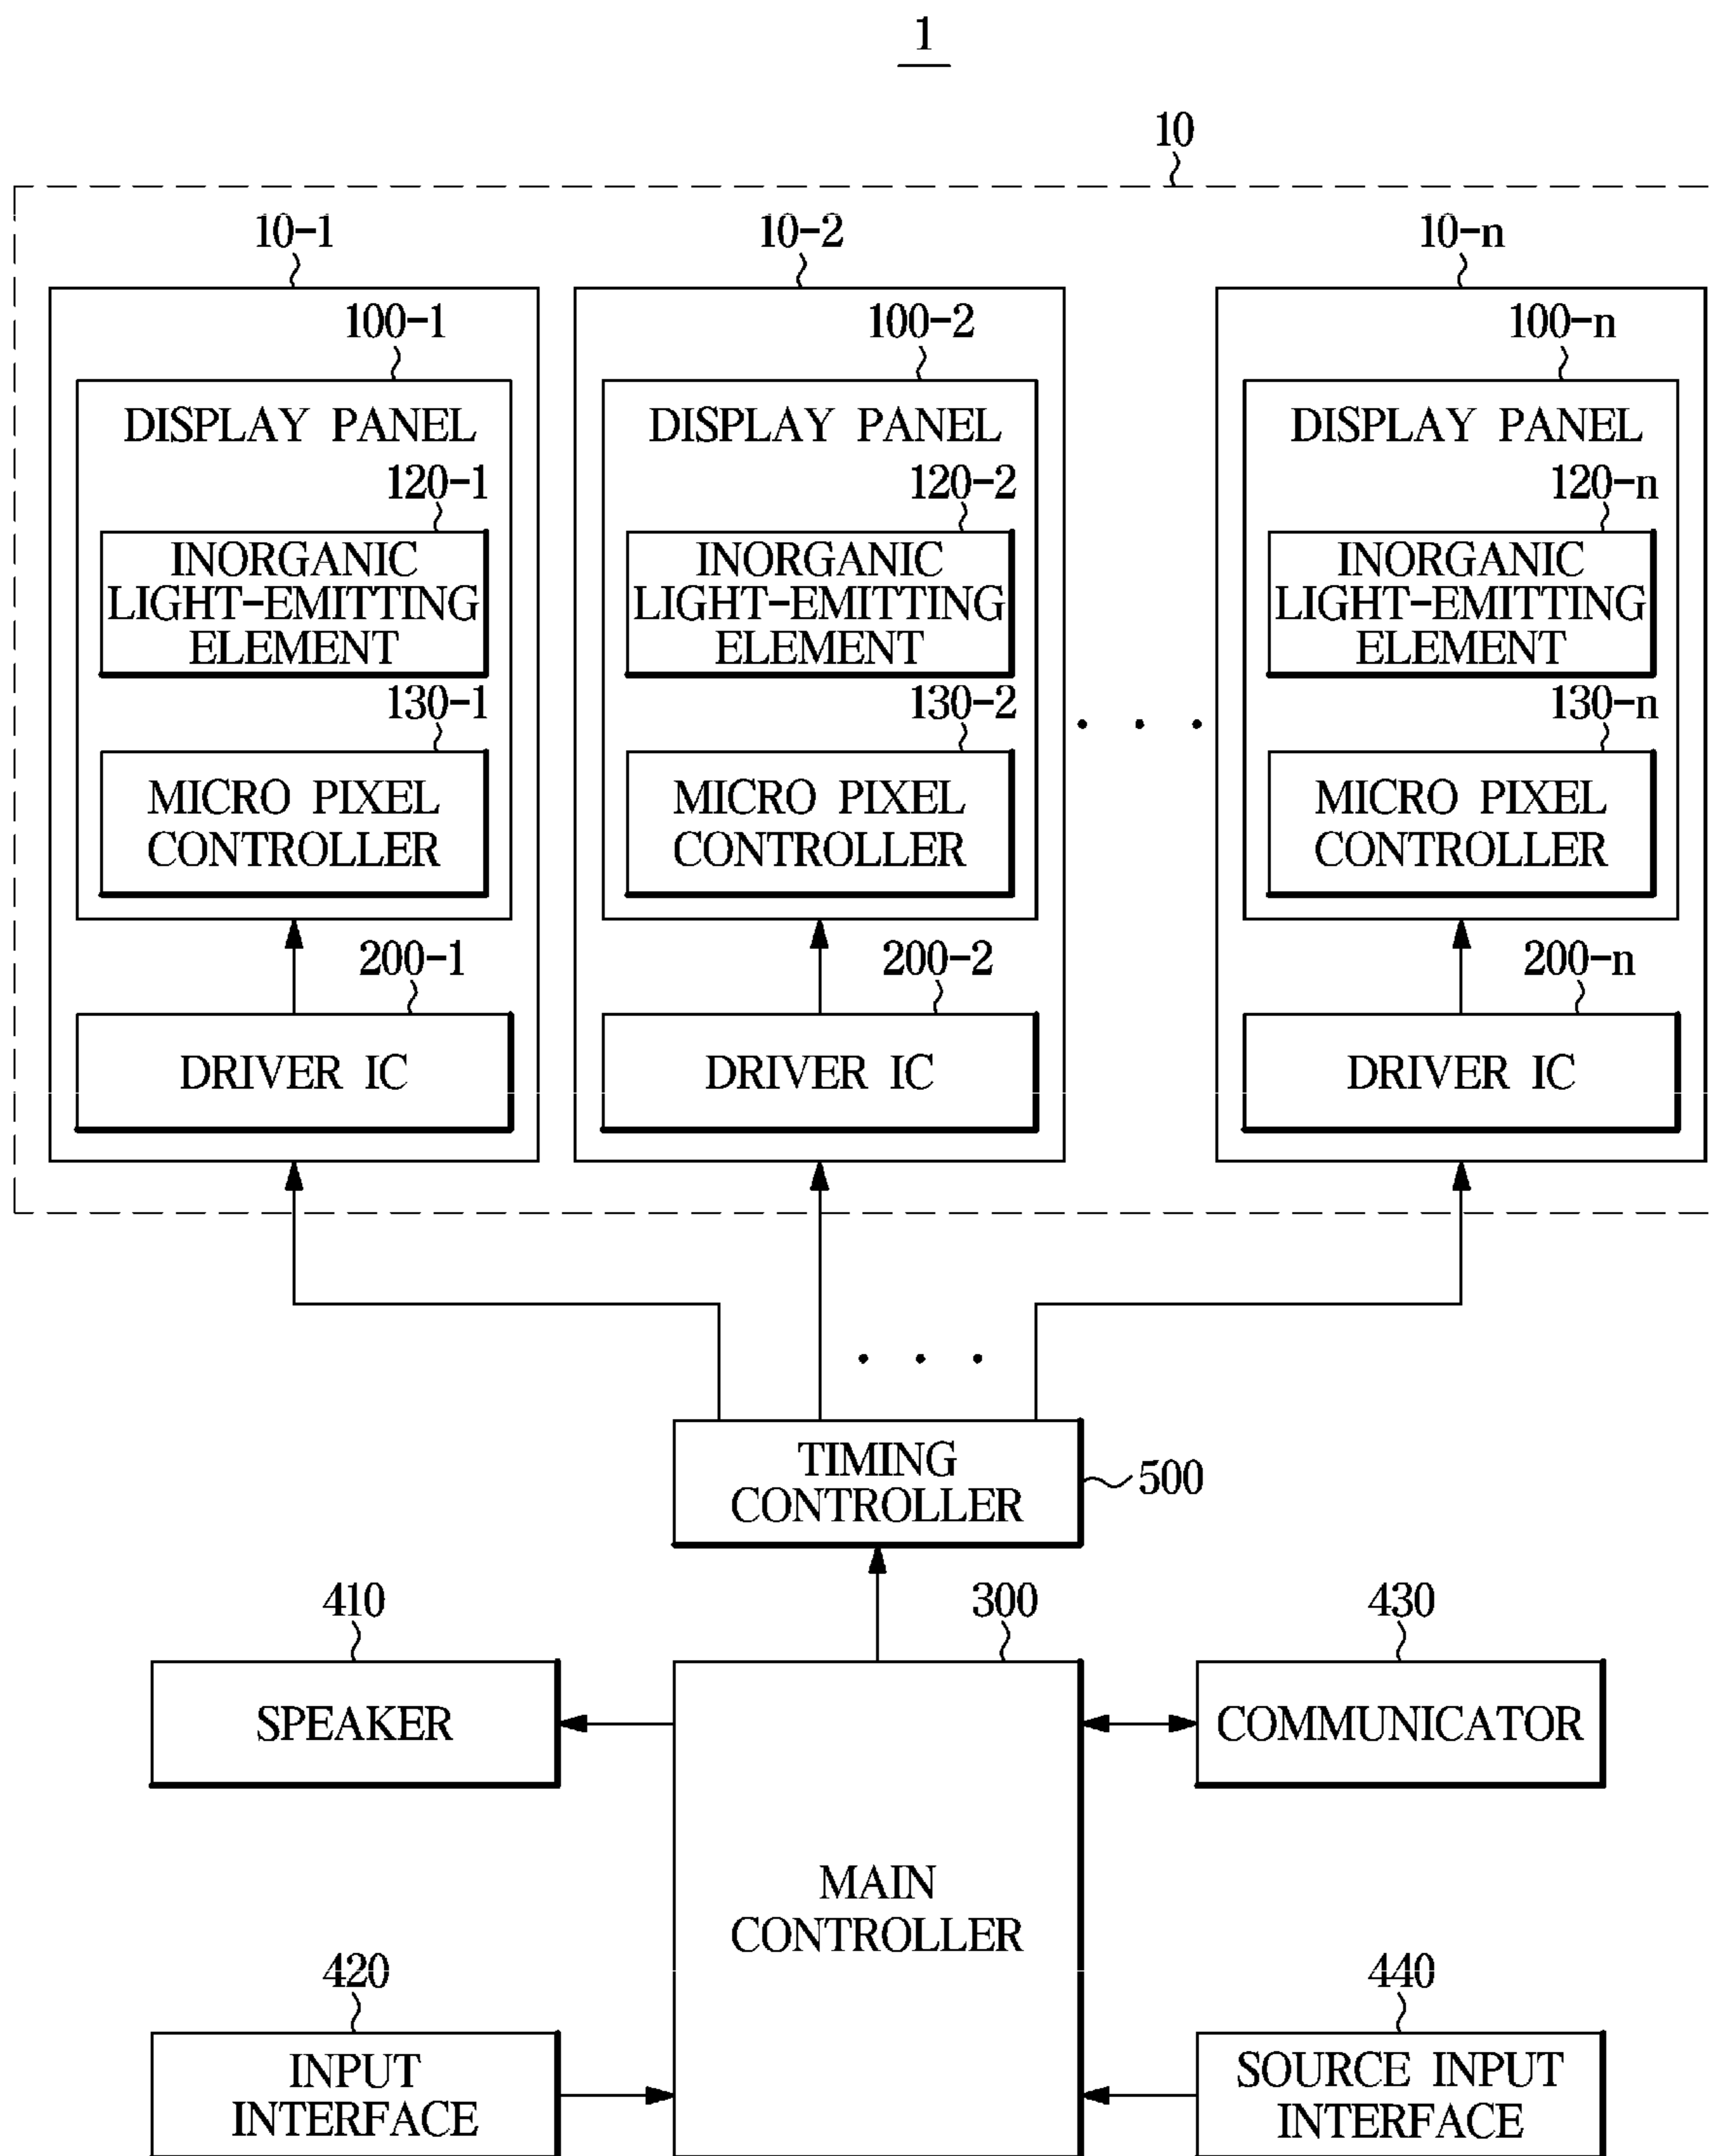 1
10
10-1 10-2 10-n
100-1 100-2 100-n
DISPLAY PANEL DISPLAY PANEL DISPLAY PANEL
120-1 120-2 120-n
INORGANIC INORGANIC INORGANIC
LIGHT-EMITTING LIGHT-EMITTING LIGHT-EMITTING
ELEMENT ELEMENT ELEMENT
130-1 130-2 130-n
. . .
MICRO PIXEL MICRO PIXEL MICRO PIXEL
CONTROLLER CONTROLLER CONTROLLER
200-1 200-2 200-n
DRIVER IC DRIVER IC DRIVER IC
. . .
TIMING
CONTROLLER
500
410 300 430
SPEAKER COMMUNICATOR
MAIN
CONTROLLER
420 440
INPUT SOURCE INPUT
INTERFACE INTERFACE